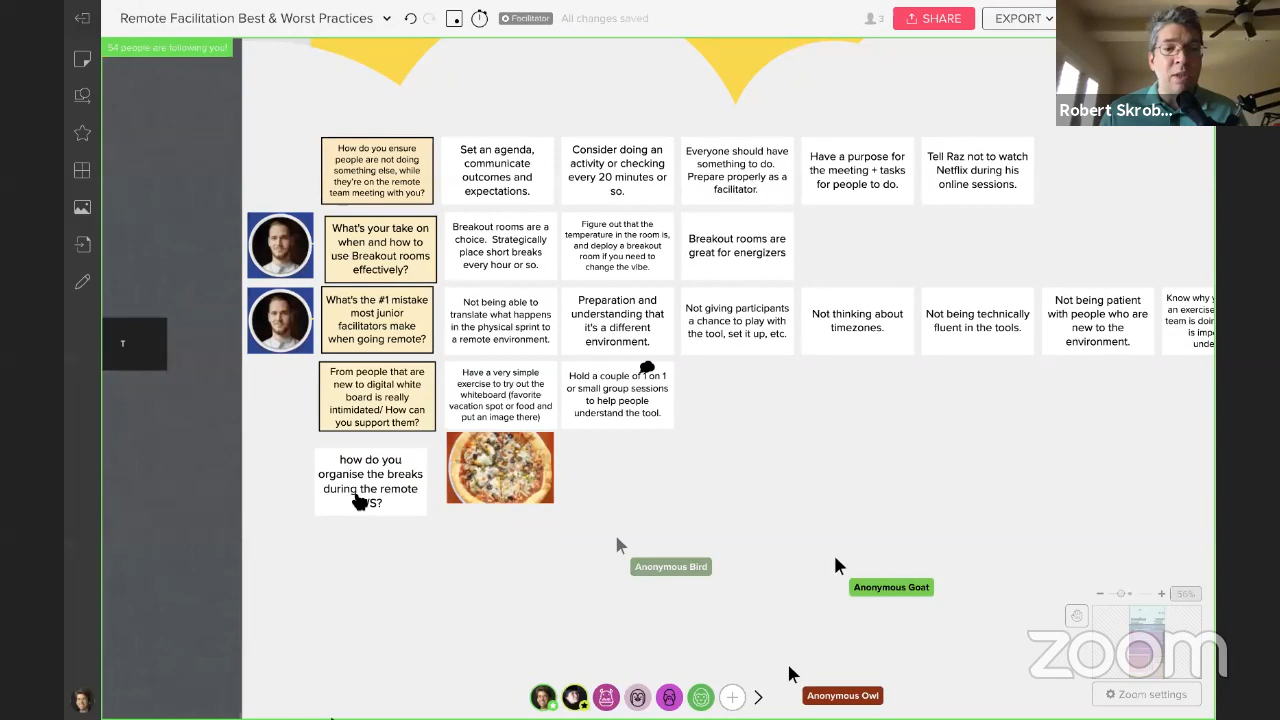 Remote Facilitation Best & Worst Practices
Facilitator
All changes saved
3
SHARE
EXPORT
54 people are following you!
Robert Skrob...
How do you ensure
people are not doing
something else, while
they're on the remote
team meeting with you?
Set an agenda,
communicate
outcomes and
expectations.
Consider doing an
activity or checking
every 20 minutes or
so.
Everyone should have
something to do.
Prepare properly as a
facilitator.
Have a purpose for
the meeting + tasks
for people to do.
Tell Raz not to watch
Netflix during his
online sessions.
What's your take on
when and how to
use Breakout rooms
effectively?
Breakout rooms are a
choice. Strategically
place short breaks
every hour or so.
Figure out that the
temperature in the room is,
and deploy a breakout
room if you need to
change the vibe.
Breakout rooms are
great for energizers
What's the #1 mistake
most junior
facilitators make
when going remote?
Not being able to
translate what happens
in the physical sprint to
a remote environment.
Preparation and
understanding that
it's a different
environment.
Not giving participants
a chance to play with
the tool, set it up, etc.
Not thinking about
timezones.
Not being technically
fluent in the tools.
Not being patient
with people who are
new to the
environment.
Know why
an exercise
team is doin
is imp
unde
T
From people that are
new to digital white
board is really
intimidated/ How can
you support them?
Have a very simple
exercise to try out the
whiteboard (favorite
vacation spot or food and
put an image there)
Hold a couple of 1 on 1
or small group sessions
to help people
understand the tool.
how do you
organise the breaks
during the remote
S?
Anonymous Bird
Anonymous Goat
Anonymous Owl
56%
zoom
Zoom settings